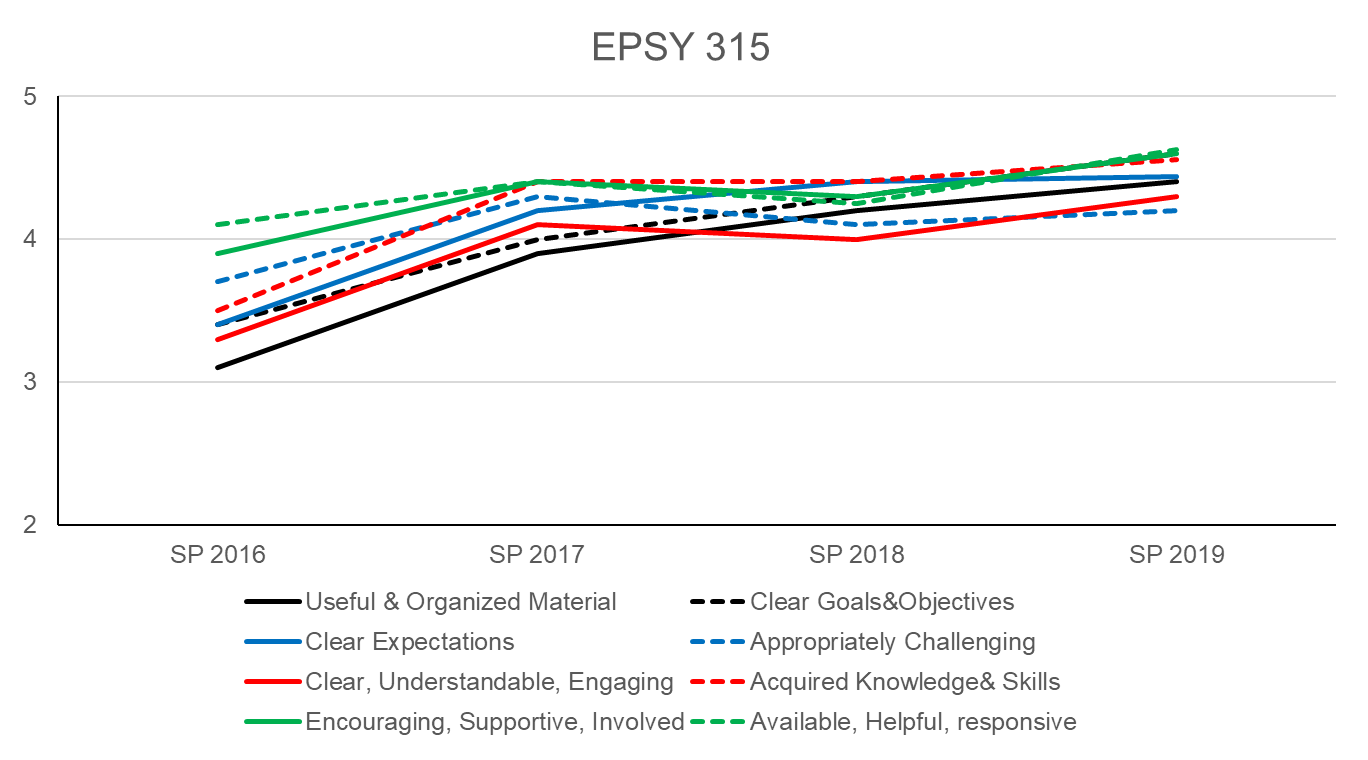 EPSY 315
5
4
3
2
SP 2016 SP 2017 SP 2018 SP 2019
Useful & Organized Material Clear Goals&Objectives
Clear Expectations Appropriately Challenging
Clear, Understandable, Engaging Acquired Knowledge& Skills
Encouraging, Supportive, Involved Available, Helpful, responsive